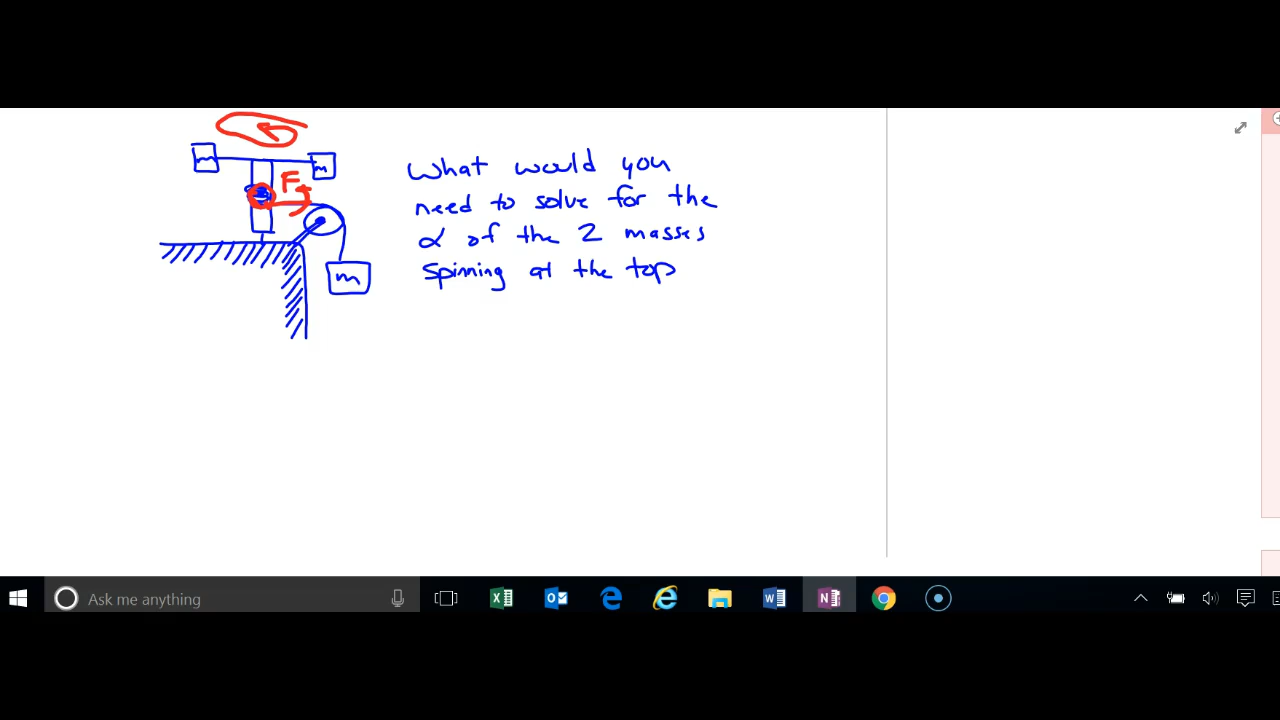 m
m
F
m
What would you
need to solve for the
α of the 2 masses
spinning at the top
Ask me anything